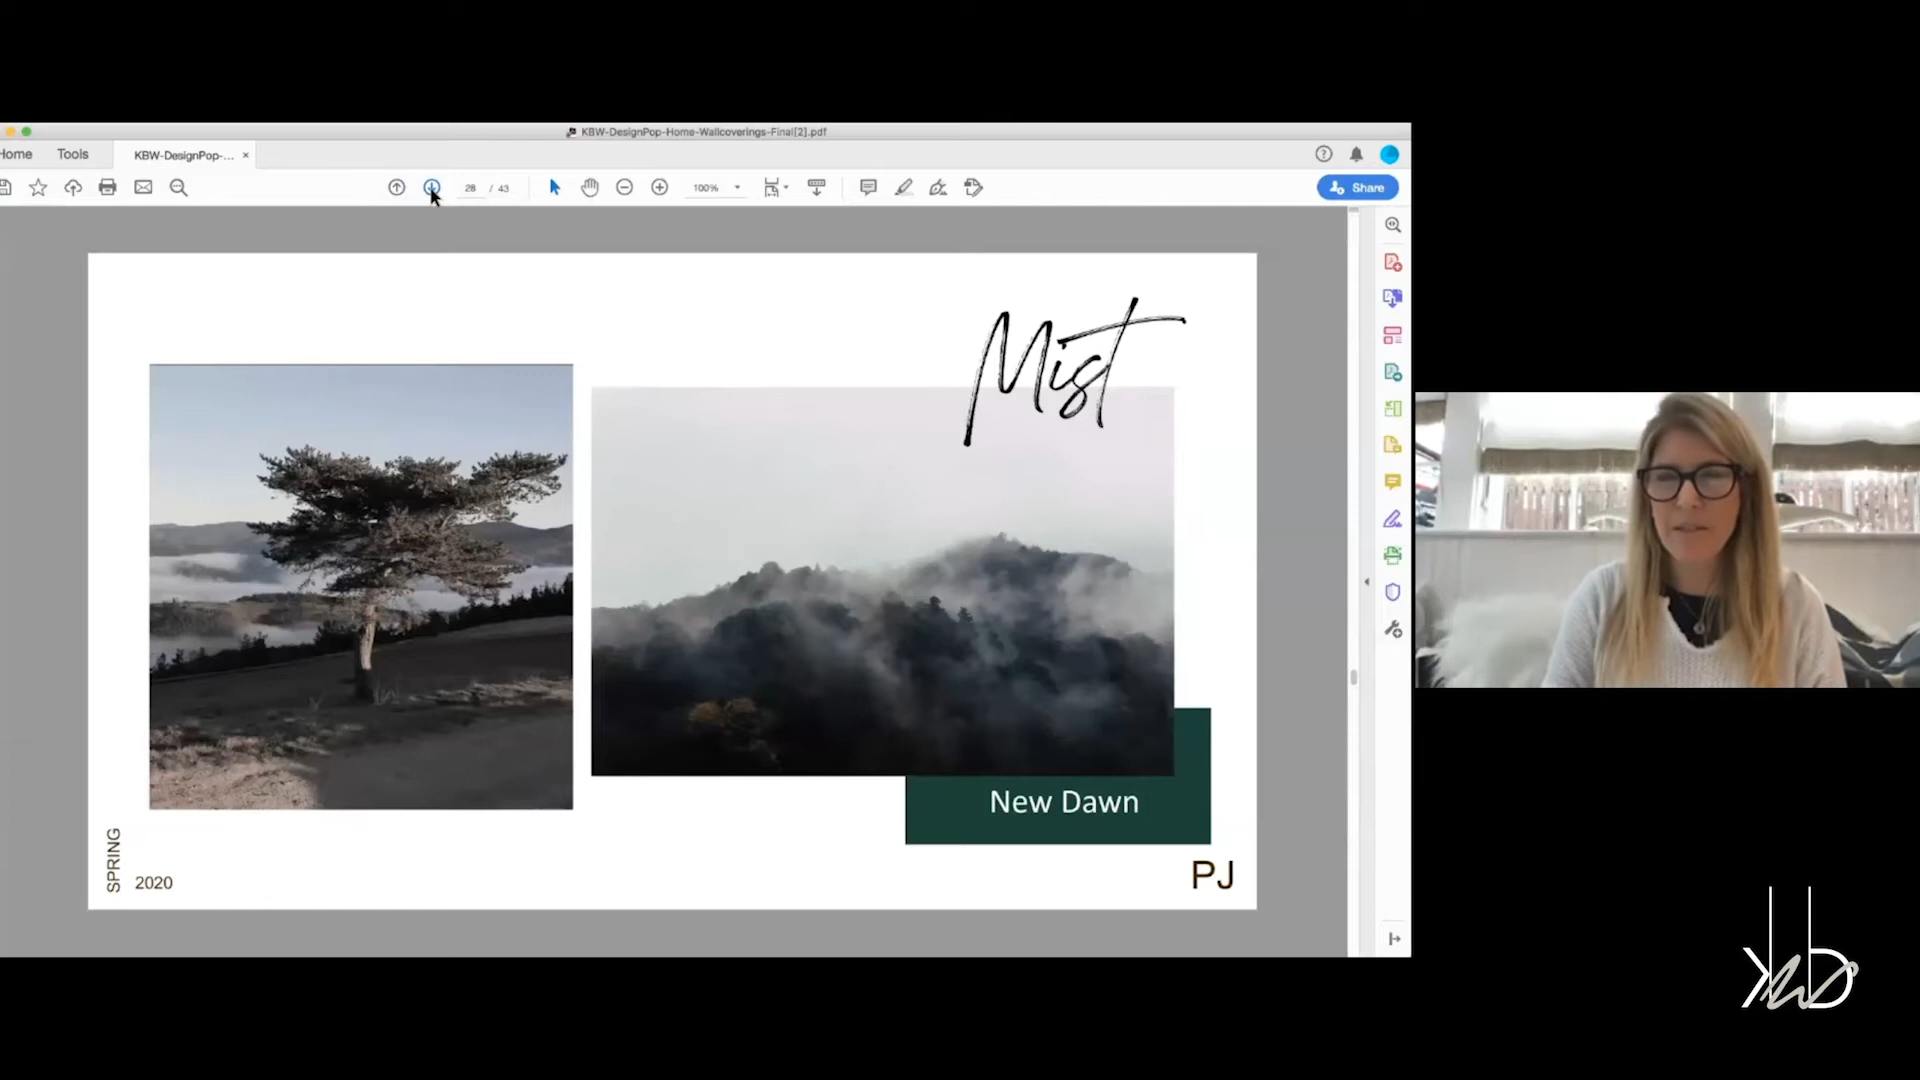 KBW-DesignPop-Home-Wallcoverings-Final[2].pdf
Home
Tools
KBW-DesignPop-...
28 / 43
100%
Share
Mist
New Dawn
SPRING
2020
PJ